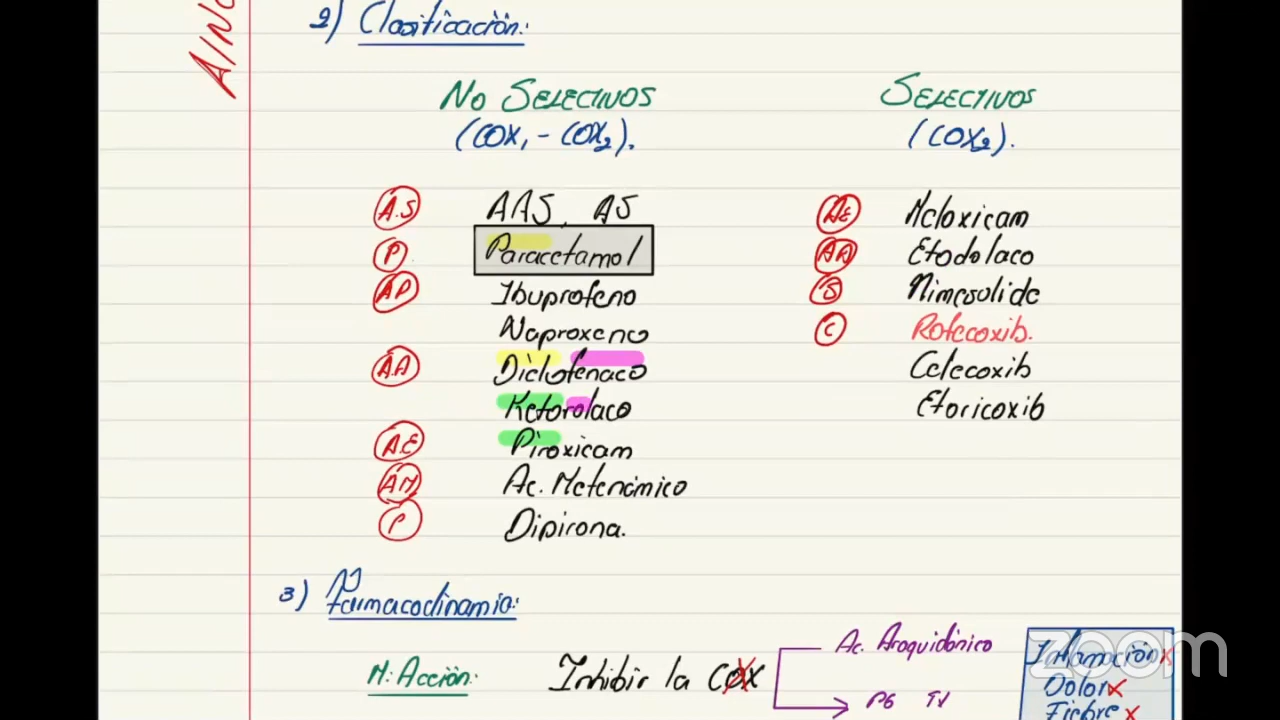 AINC
2) Clasificación:
No SELECTIVOS
(COX1 - COX2).
SELECTIVOS
(COX2).
A.S AAS, AS
P Paracetamol
AP Ibuprofeno
Naproxeno
A.A Diclofenaco
Ketorolaco
A.E Piroxicam
AM Ac. Mefenámico
P Dipirona.
AE Meloxicam
AA Etodolaco
S Nimesulide
C Rofecoxib.
Celecoxib
Etoricoxib
3) Farmacodinamia:
M. Acción: Inhibir la COX
Ac. Araquidónico
PG TX
Inflamación x
Dolor x
Fiebre x
zoom